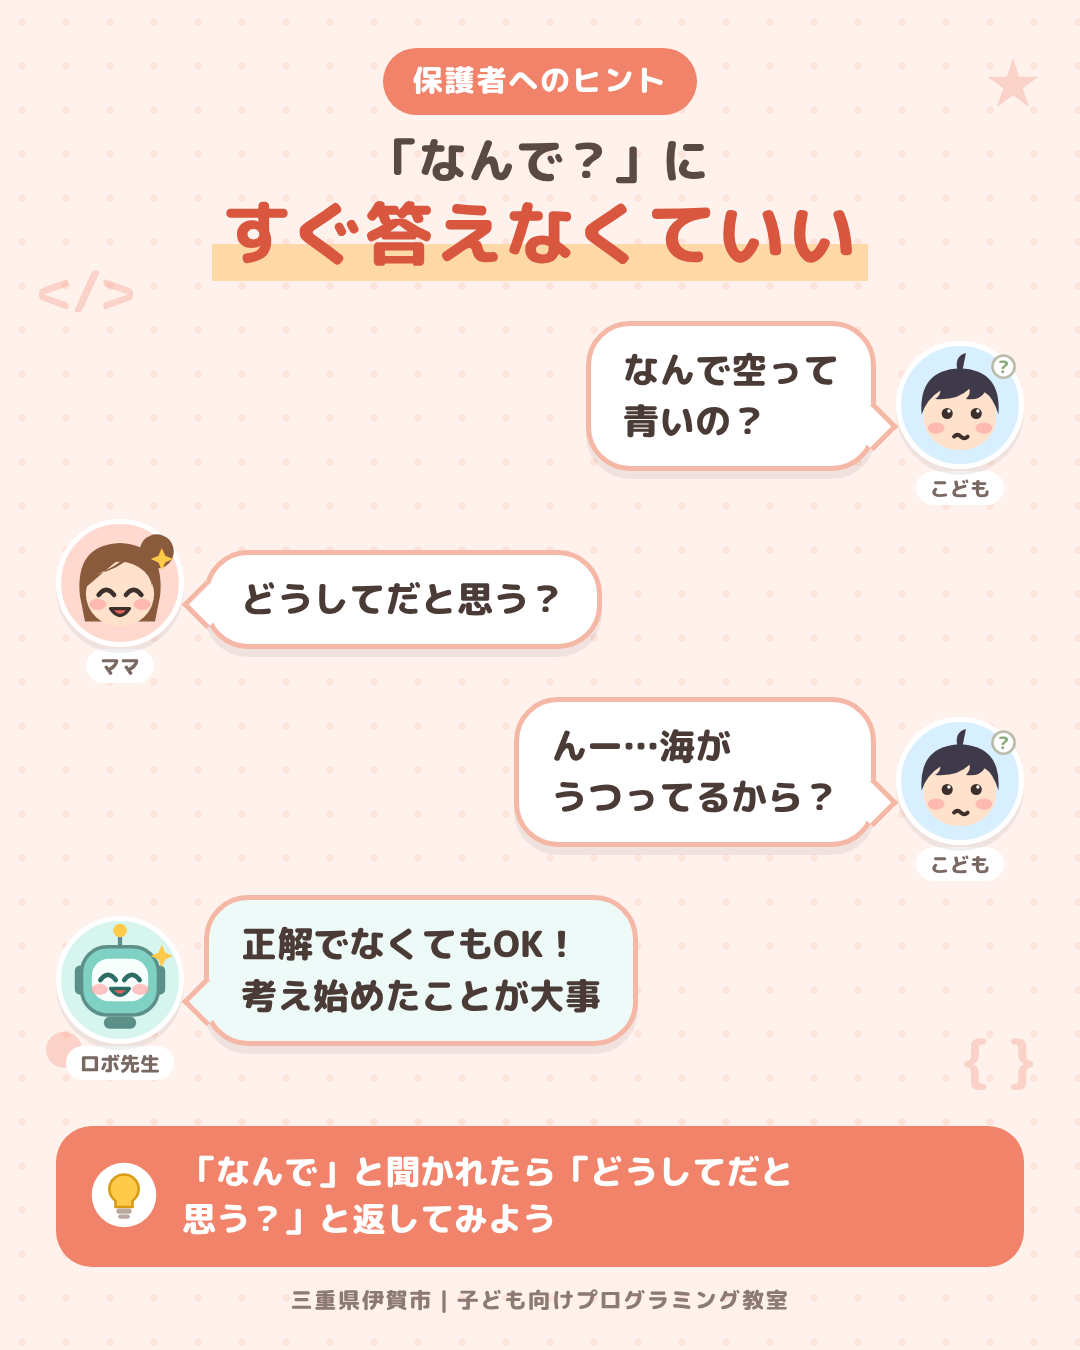 保護者へのヒント
「なんで？」に
すぐ答えなくていい
</>
なんで空って
青いの？
?
こども
どうしてだと思う？
ママ
んー…海が
うつってるから？
?
こども
正解でなくてもOK！
考え始めたことが大事
ロボ先生
{ }
「なんで」と聞かれたら「どうしてだと
思う？」と返してみよう
三重県伊賀市｜子ども向けプログラミング教室